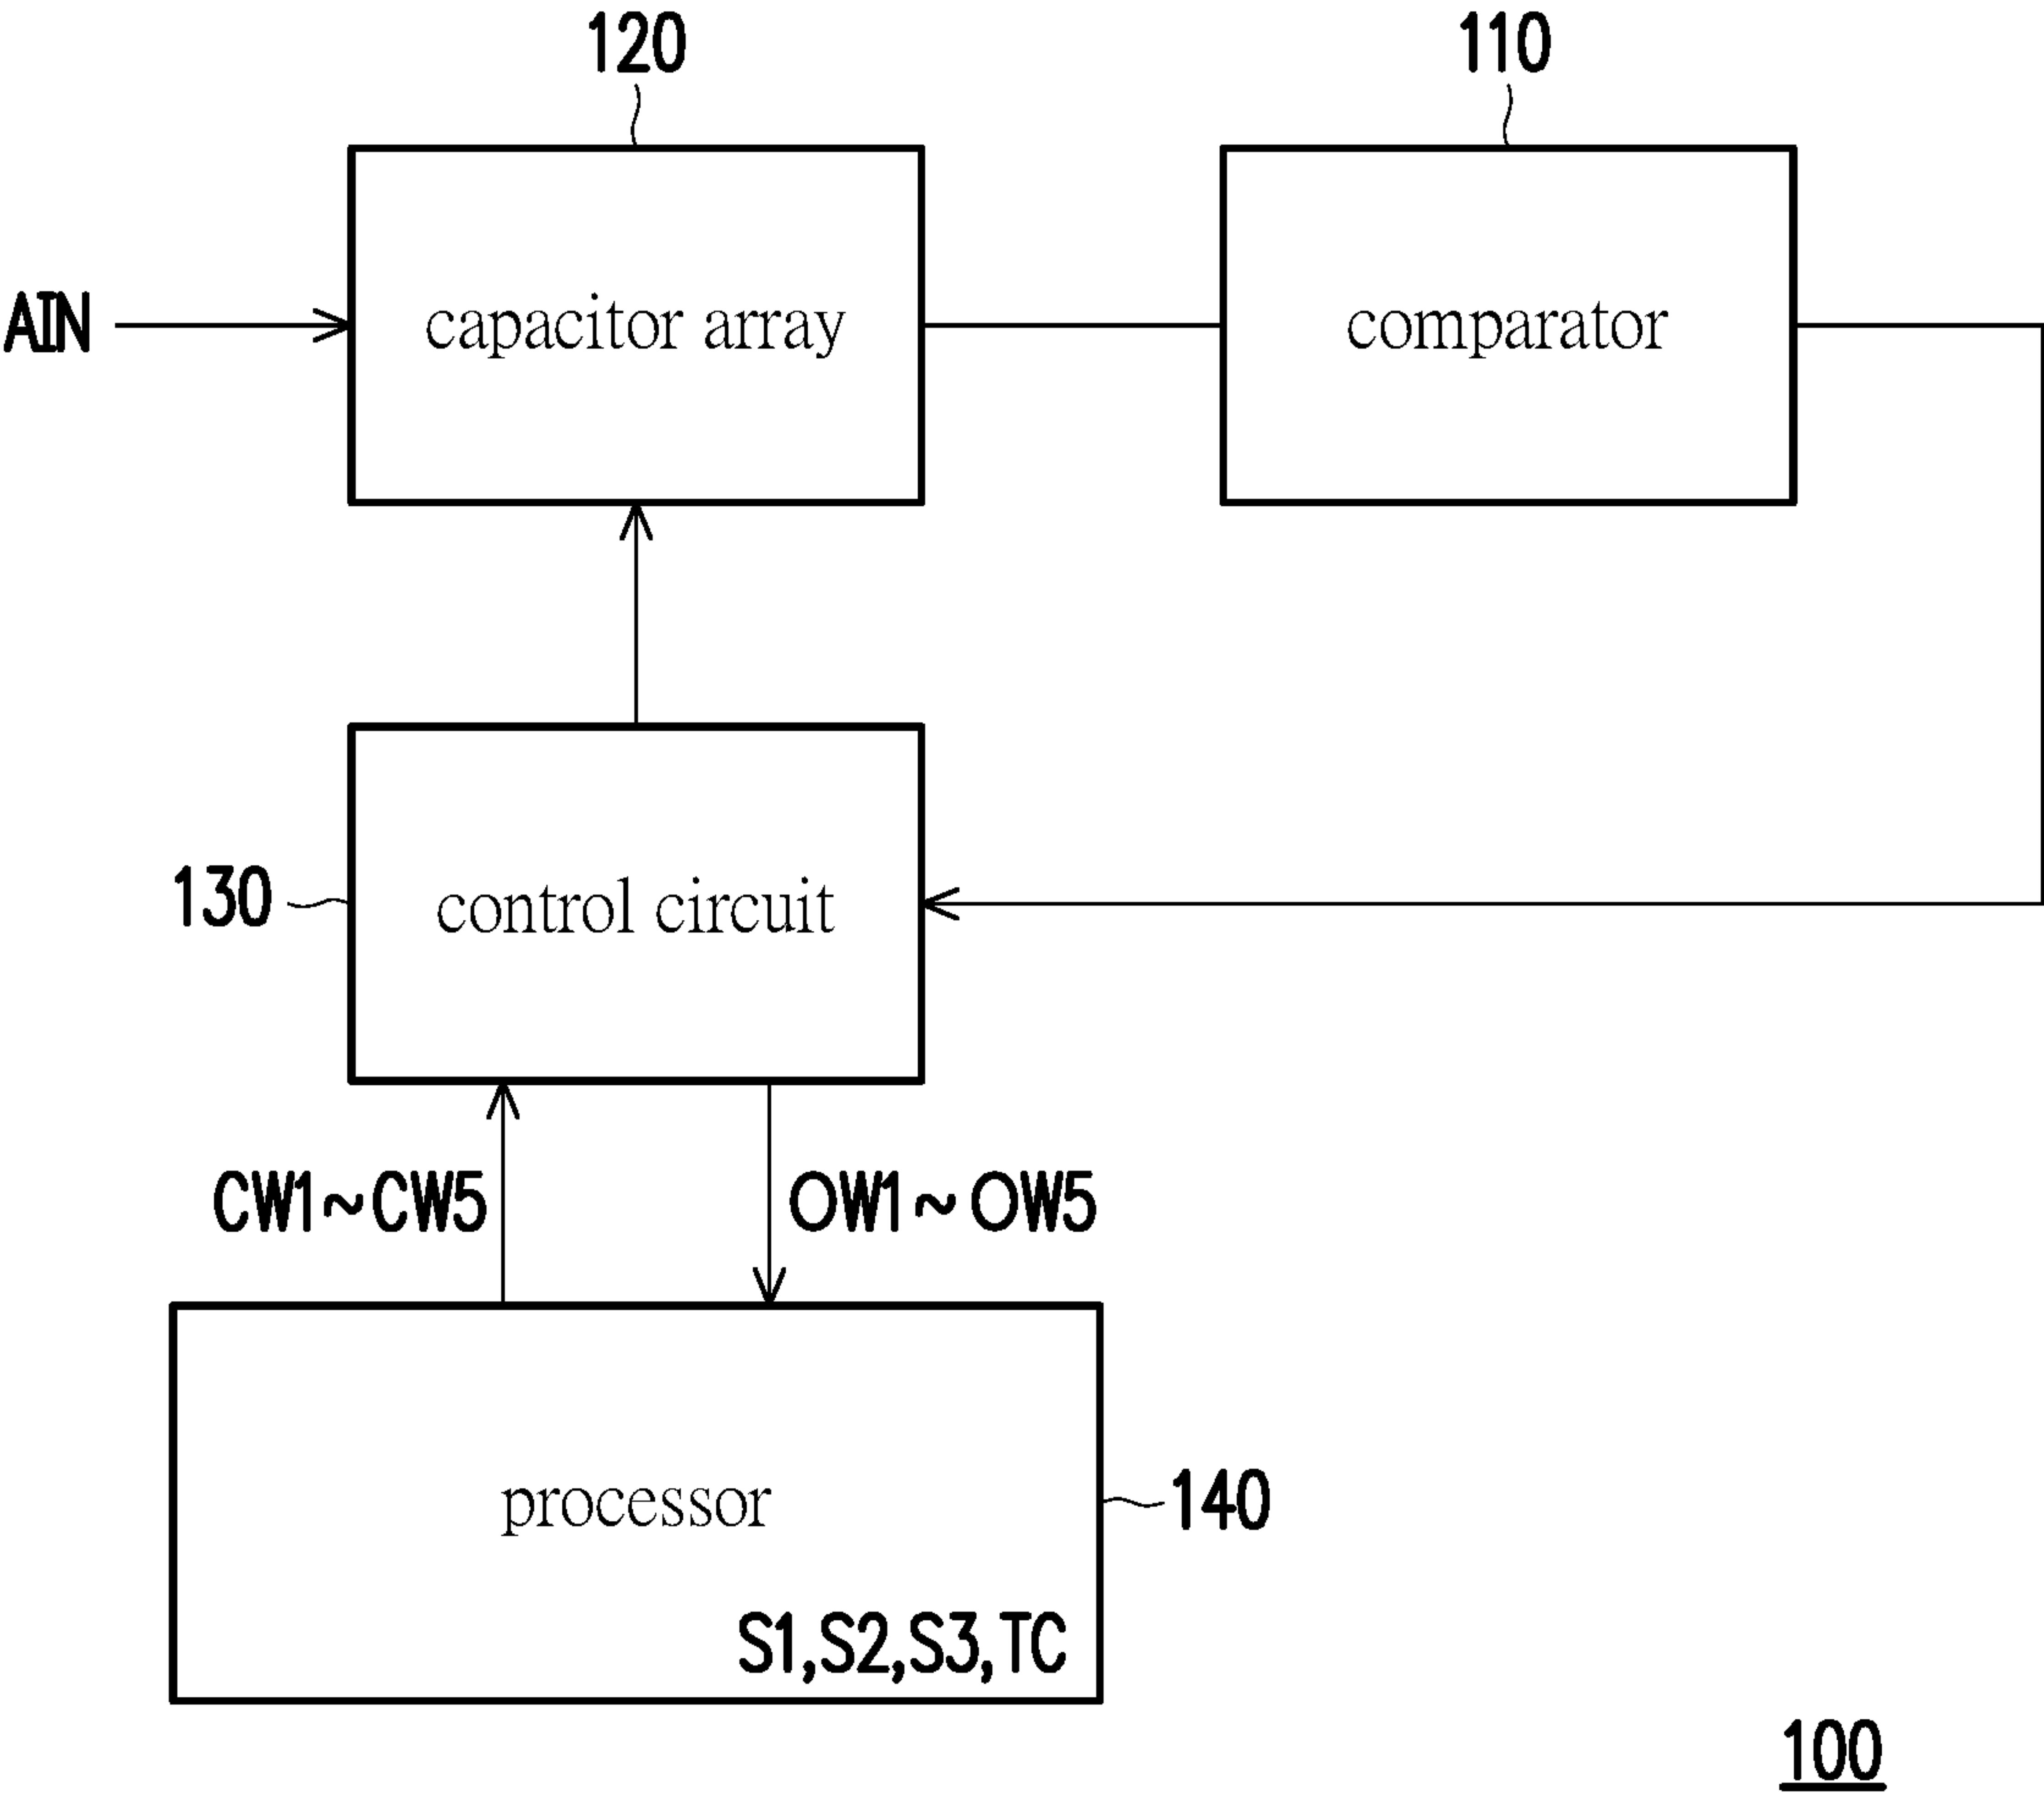 120
110
AIN
capacitor array
comparator
130
control circuit
CW1~CW5
OW1~OW5
processor
140
S1,S2,S3,TC
100